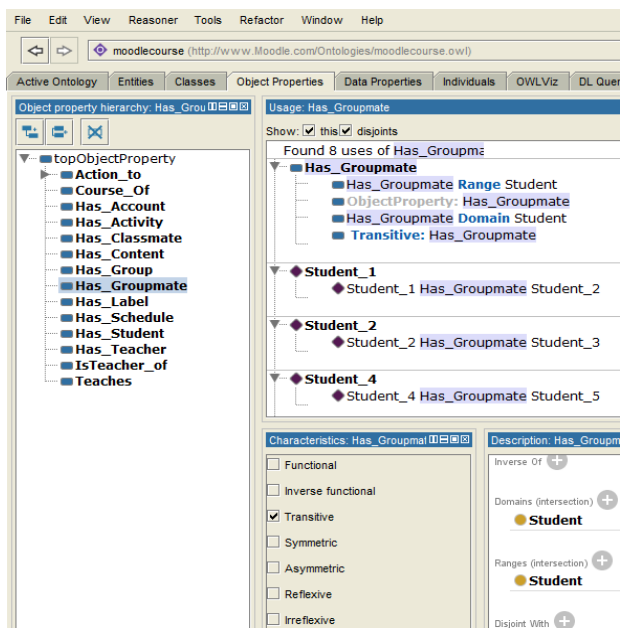 File Edit View Reasoner Tools Refactor Window Help
moodlecourse (http://www.Moodle.com/Ontologies/moodlecourse.owl)
Active Ontology Entities Classes Object Properties Data Properties Individuals OWLViz DL Quer
Object property hierarchy: Has_Grou
topObjectProperty
Action_to
Course_Of
Has_Account
Has_Activity
Has_Classmate
Has_Content
Has_Group
Has_Groupmate
Has_Label
Has_Schedule
Has_Student
Has_Teacher
IsTeacher_of
Teaches
Usage: Has_Groupmate
Show: this disjoints
Found 8 uses of Has_Groupma
Has_Groupmate
Has_Groupmate Range Student
ObjectProperty: Has_Groupmate
Has_Groupmate Domain Student
Transitive: Has_Groupmate
Student_1
Student_1 Has_Groupmate Student_2
Student_2
Student_2 Has_Groupmate Student_3
Student_4
Student_4 Has_Groupmate Student_5
Characteristics: Has_Groupmat
Functional
Inverse functional
Transitive
Symmetric
Asymmetric
Reflexive
Irreflexive
Description: Has_Groupm
Inverse Of
Domains (intersection)
Student
Ranges (intersection)
Student
Disjoint With